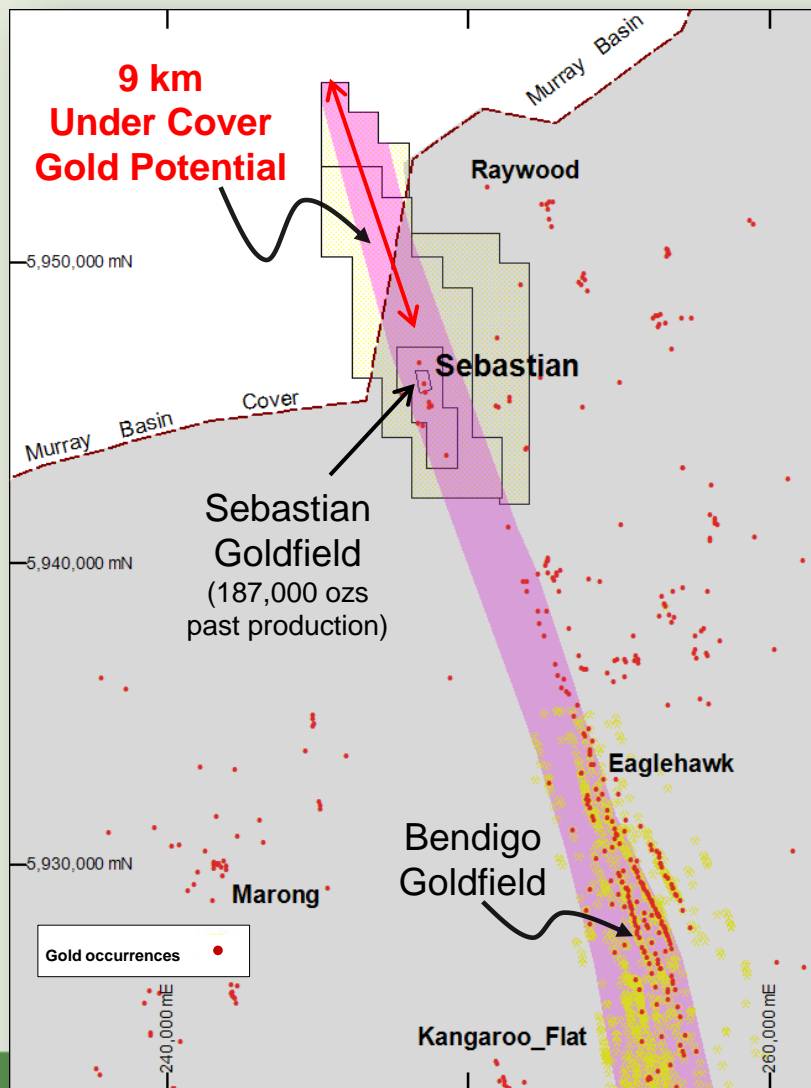 9 km
Under Cover
Gold Potential
Murray Basin
Raywood
5,950,000 mN
Sebastian
Murray Basin Cover
Sebastian
Goldfield
(187,000 ozs
past production)
5,940,000 mN
Eaglehawk
Bendigo
Goldfield
5,930,000 mN
Marong
Gold occurrences
240,000 mE
260,000 mE
Kangaroo_Flat